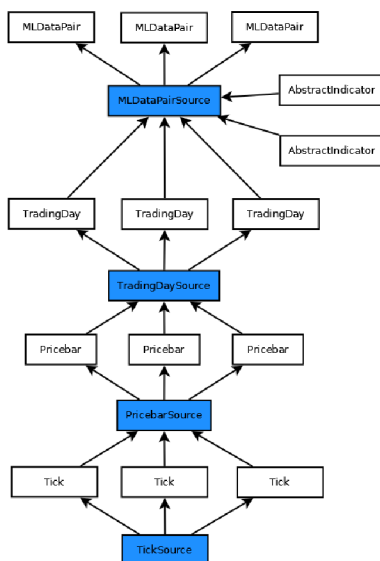 MLDataPair
MLDataPair
MLDataPair
MLDataPairSource
AbstractIndicator
AbstractIndicator
TradingDay
TradingDay
TradingDay
TradingDaySource
Pricebar
Pricebar
Pricebar
PricebarSource
Tick
Tick
Tick
TickSource